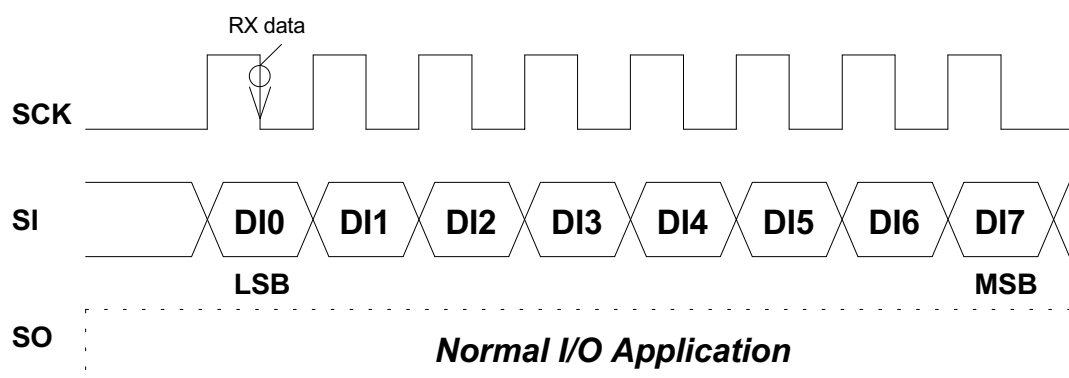 RX data
SCK
SI DI0 DI1 DI2 DI3 DI4 DI5 DI6 DI7
LSB MSB
SO Normal I/O Application